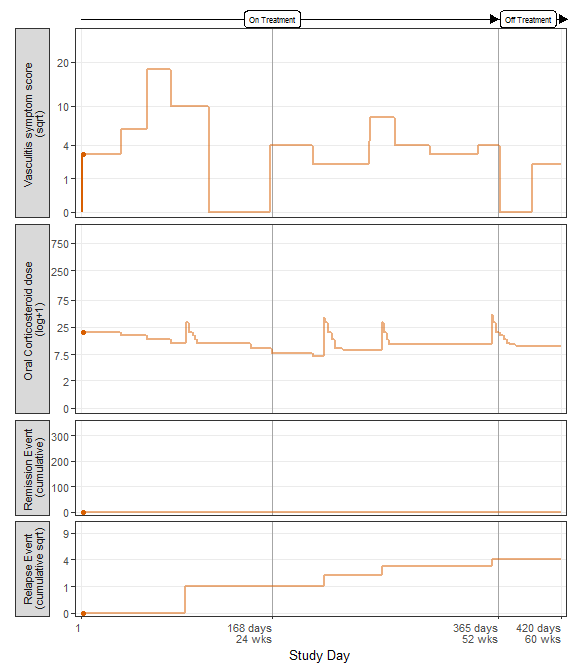 On Treatment
Off Treatment
Vasculitis symptom score
(sqrt)
20
10
4
1
0
Oral Corticosteroid dose
(log+1)
750
250
75
25
7.5
2
0
Remission Event
(cumulative)
300
200
100
0
Relapse Event
(cumulative sqrt)
9
4
1
0
1
168 days
24 wks
365 days
52 wks
420 days
60 wks
Study Day